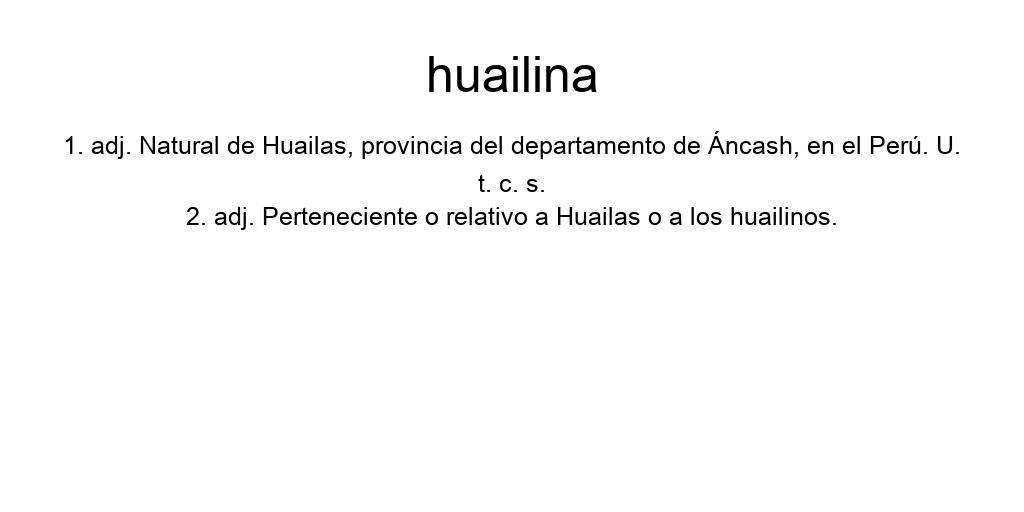 huailina
1. adj. Natural de Huailas, provincia del departamento de Áncash, en el Perú. U.
t. c. s.
2. adj. Perteneciente o relativo a Huailas o a los huailinos.